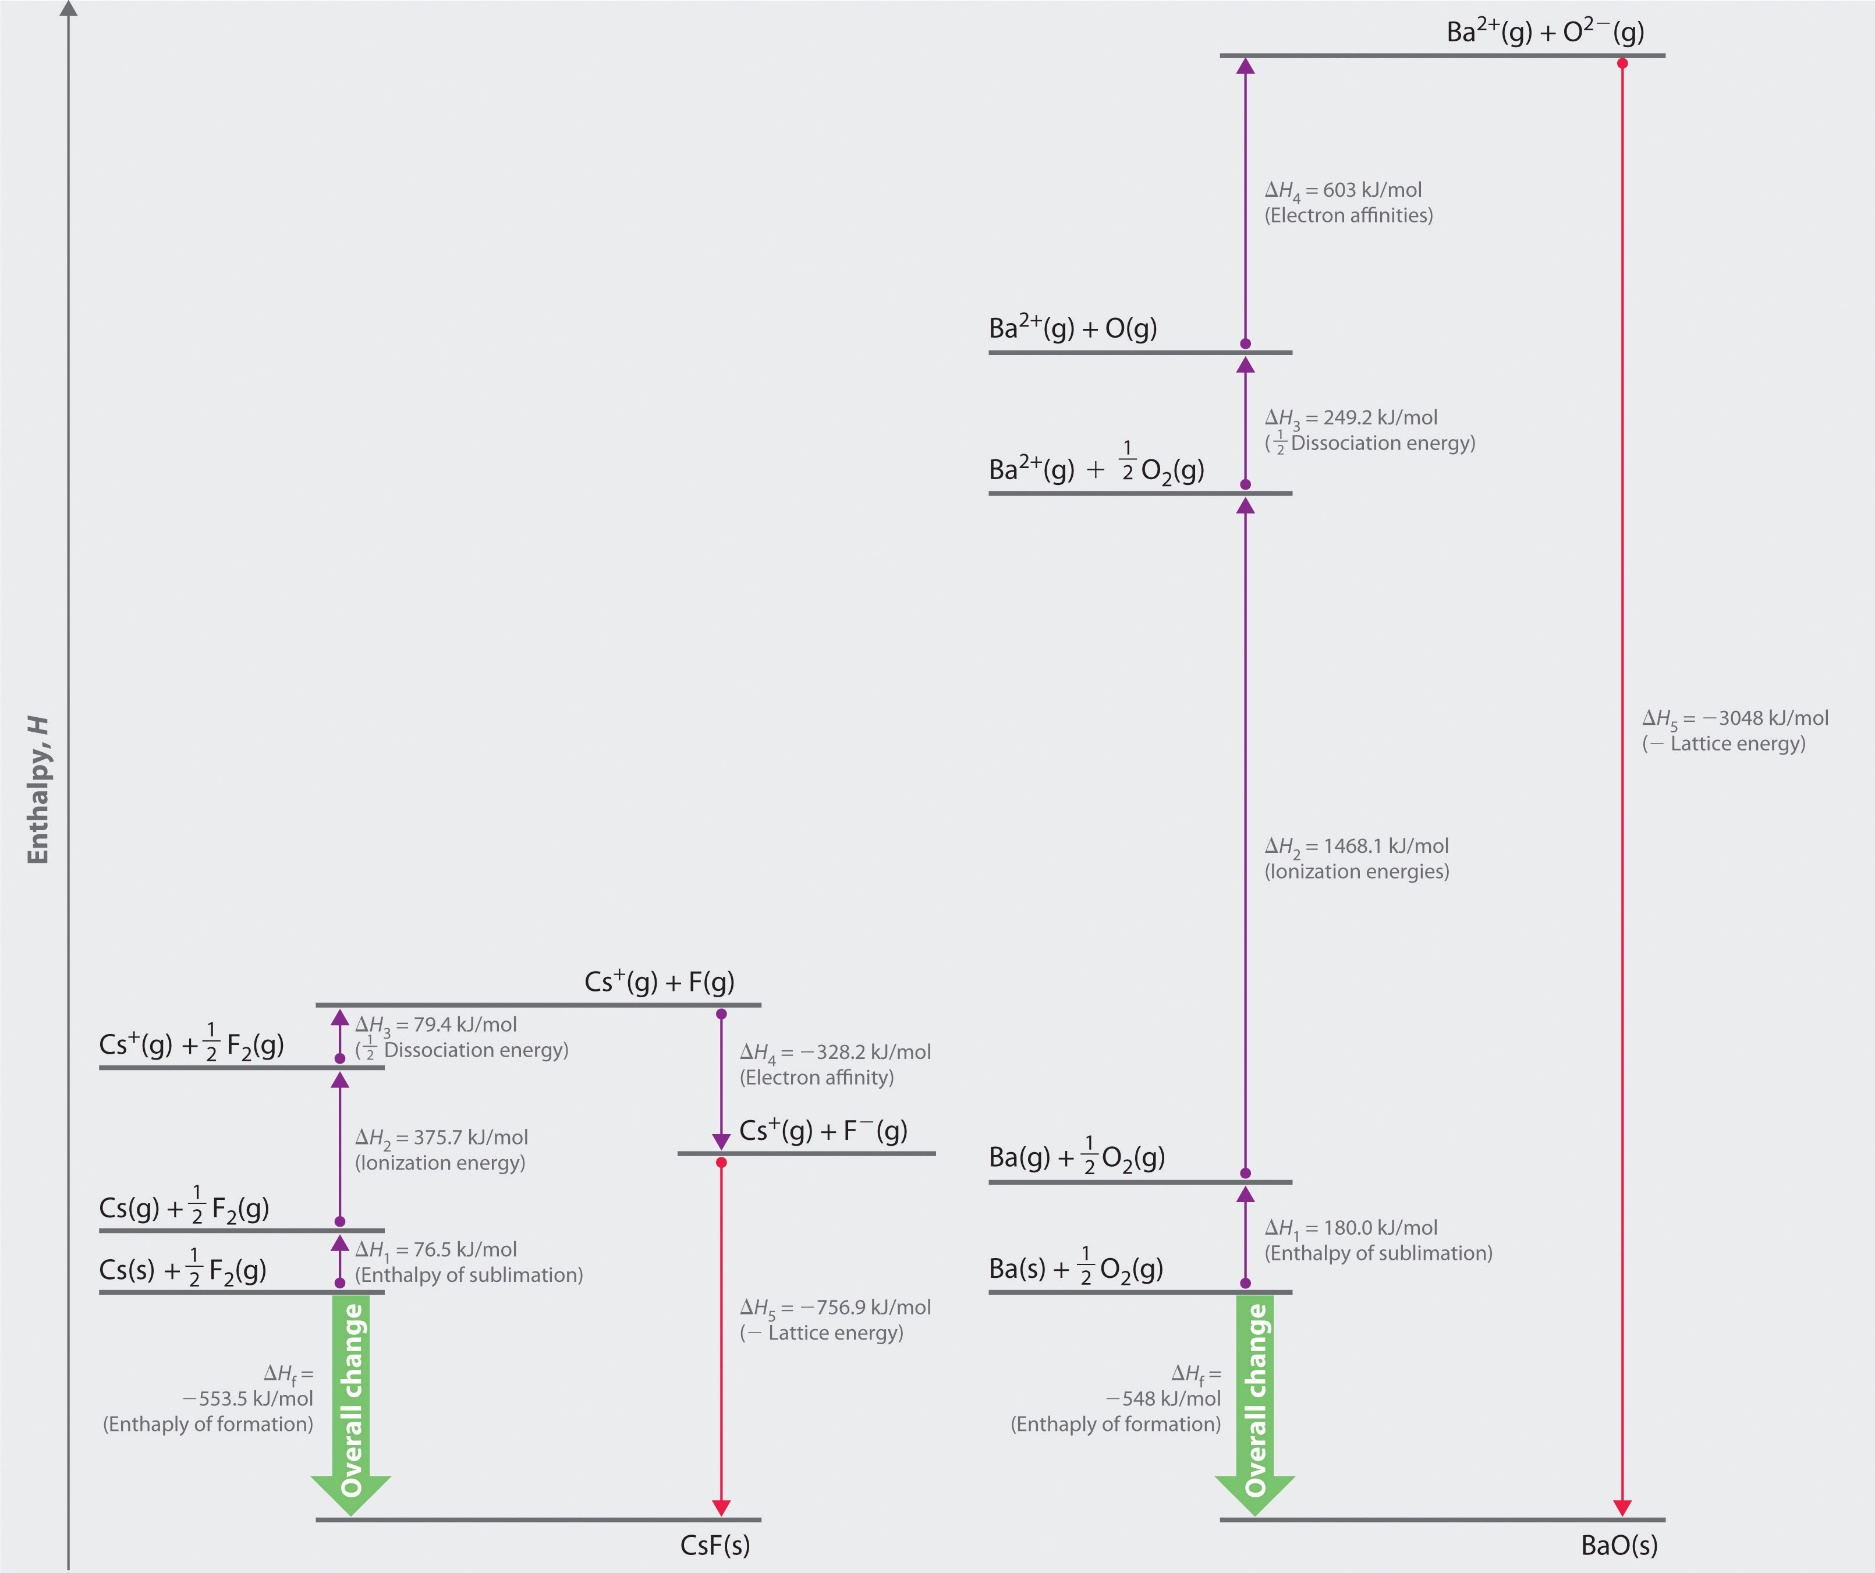 Enthalpy, H
Cs⁺(g) + F(g)
ΔH₃ = 79.4 kJ/mol
(½ Dissociation energy)
Cs⁺(g) + ½ F₂(g)
ΔH₄ = −328.2 kJ/mol
(Electron affinity)
Cs⁺(g) + F⁻(g)
ΔH₂ = 375.7 kJ/mol
(Ionization energy)
Cs(g) + ½ F₂(g)
ΔH₁ = 76.5 kJ/mol
(Enthalpy of sublimation)
Cs(s) + ½ F₂(g)
ΔH₅ = −756.9 kJ/mol
(− Lattice energy)
Overall change
ΔH_f =
−553.5 kJ/mol
(Enthaply of formation)
CsF(s)
Ba²⁺(g) + O²⁻(g)
ΔH₄ = 603 kJ/mol
(Electron affinities)
Ba²⁺(g) + O(g)
ΔH₃ = 249.2 kJ/mol
(½ Dissociation energy)
Ba²⁺(g) + ½ O₂(g)
ΔH₅ = −3048 kJ/mol
(− Lattice energy)
ΔH₂ = 1468.1 kJ/mol
(Ionization energies)
Ba(g) + ½ O₂(g)
ΔH₁ = 180.0 kJ/mol
(Enthalpy of sublimation)
Ba(s) + ½ O₂(g)
Overall change
ΔH_f =
−548 kJ/mol
(Enthaply of formation)
BaO(s)